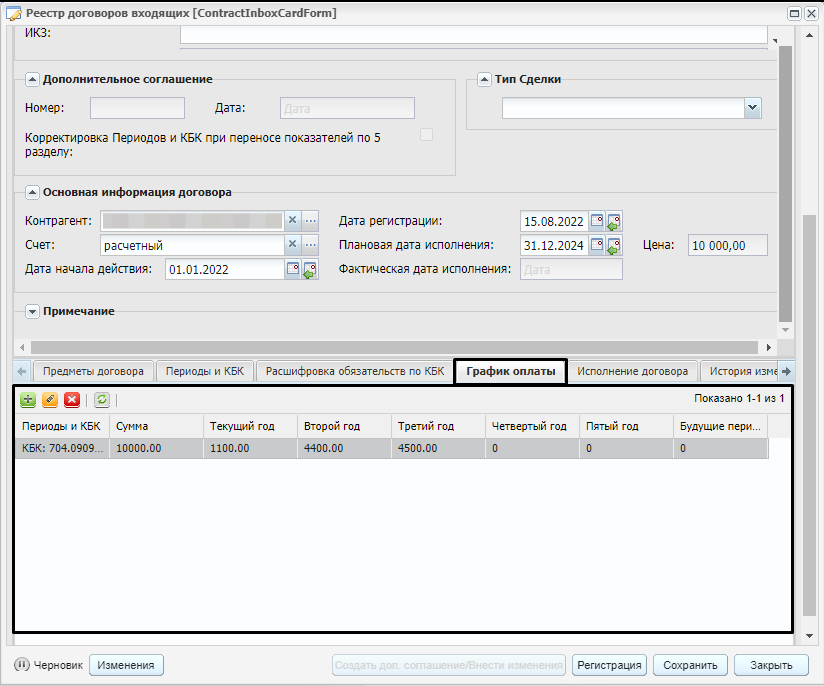 Реестр договоров входящих [ContractInboxCardForm]
ИКЗ:
Дополнительное соглашение
Тип Сделки
Номер:
Дата:
Дата
Корректировка Периодов и КБК при переносе показателей по 5
разделу:
Основная информация договора
Контрагент:
Дата регистрации:
15.08.2022
Счет:
расчетный
Плановая дата исполнения:
31.12.2024
Цена:
10 000,00
Дата начала действия:
01.01.2022
Фактическая дата исполнения:
Дата
Примечание
Предметы договора
Периоды и КБК
Расшифровка обязательств по КБК
График оплаты
Исполнение договора
История изме
Показано 1-1 из 1
Периоды и КБК
Сумма
Текущий год
Второй год
Третий год
Четвертый год
Пятый год
Будущие пери...
КБК: 704.0909...
10000.00
1100.00
4400.00
4500.00
0
0
0
Черновик
Изменения
Создать доп. соглашение/Внести изменения
Регистрация
Сохранить
Закрыть